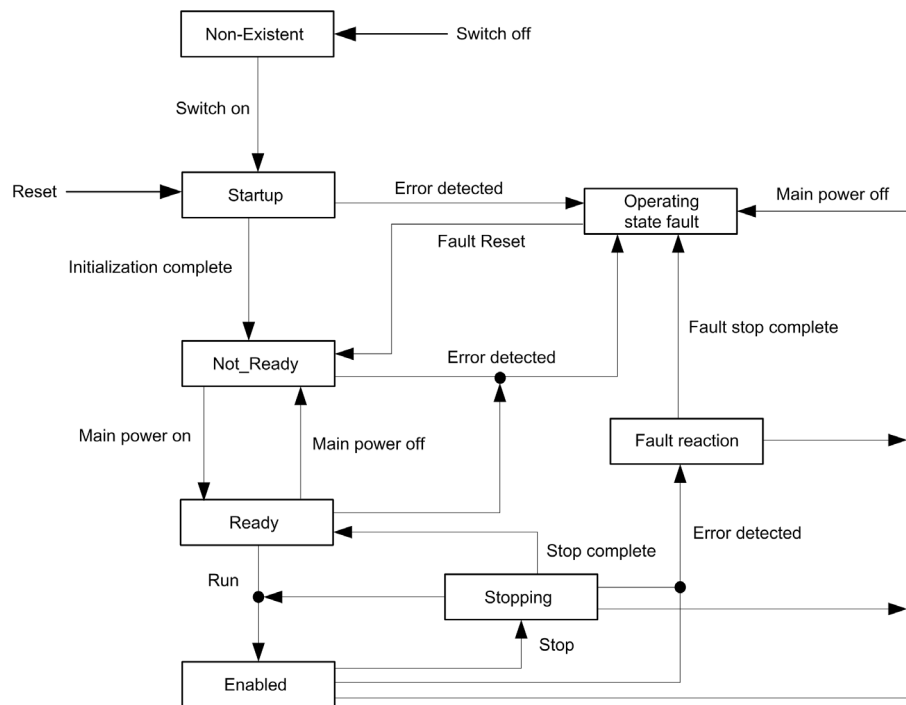 Non-Existent
Switch off
Switch on
Reset
Startup
Error detected
Operating
state fault
Main power off
Fault Reset
Initialization complete
Fault stop complete
Not_Ready
Error detected
Main power on
Main power off
Fault reaction
Ready
Error detected
Stop complete
Run
Stopping
Stop
Enabled